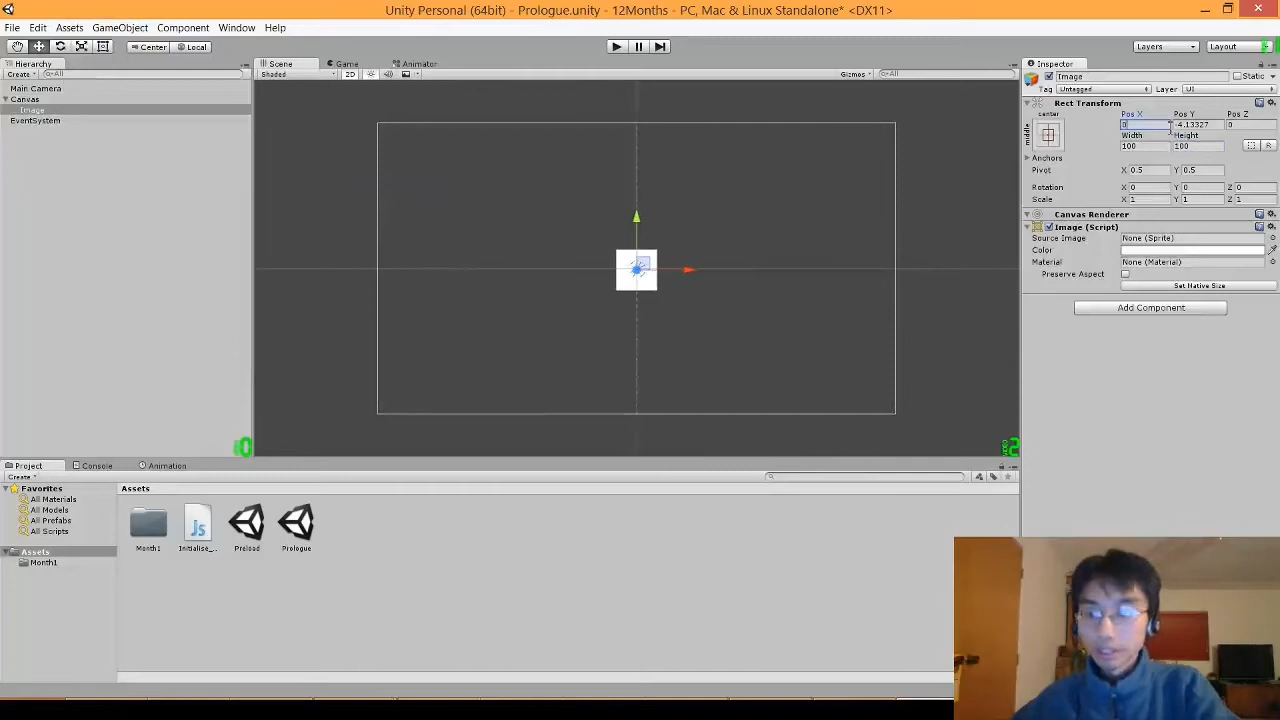 Unity Personal (64bit) - Prologue.unity - 12Months - PC, Mac & Linux Standalone* <DX11>
File Edit Assets GameObject Component Window Help
Center Local Layers Layout
Hierarchy
Create All
Main Camera
Canvas
Image
EventSystem
Scene Game Animator
Shaded 2D Gizmos All
Inspector
Image Static
Tag Untagged Layer UI
Rect Transform
center
middle
Pos X Pos Y Pos Z
0 -4.13327 0
Width Height
100 100 R
Anchors
Pivot X 0.5 Y 0.5
Rotation X 0 Y 0 Z 0
Scale X 1 Y 1 Z 1
Canvas Renderer
Image (Script)
Source Image None (Sprite)
Color
Material None (Material)
Preserve Aspect
Set Native Size
Add Component
Project Console Animation
Create
Favorites
All Materials
All Models
All Prefabs
All Scripts
Assets
Month1
Assets
Month1 Initialise_... Preload Prologue